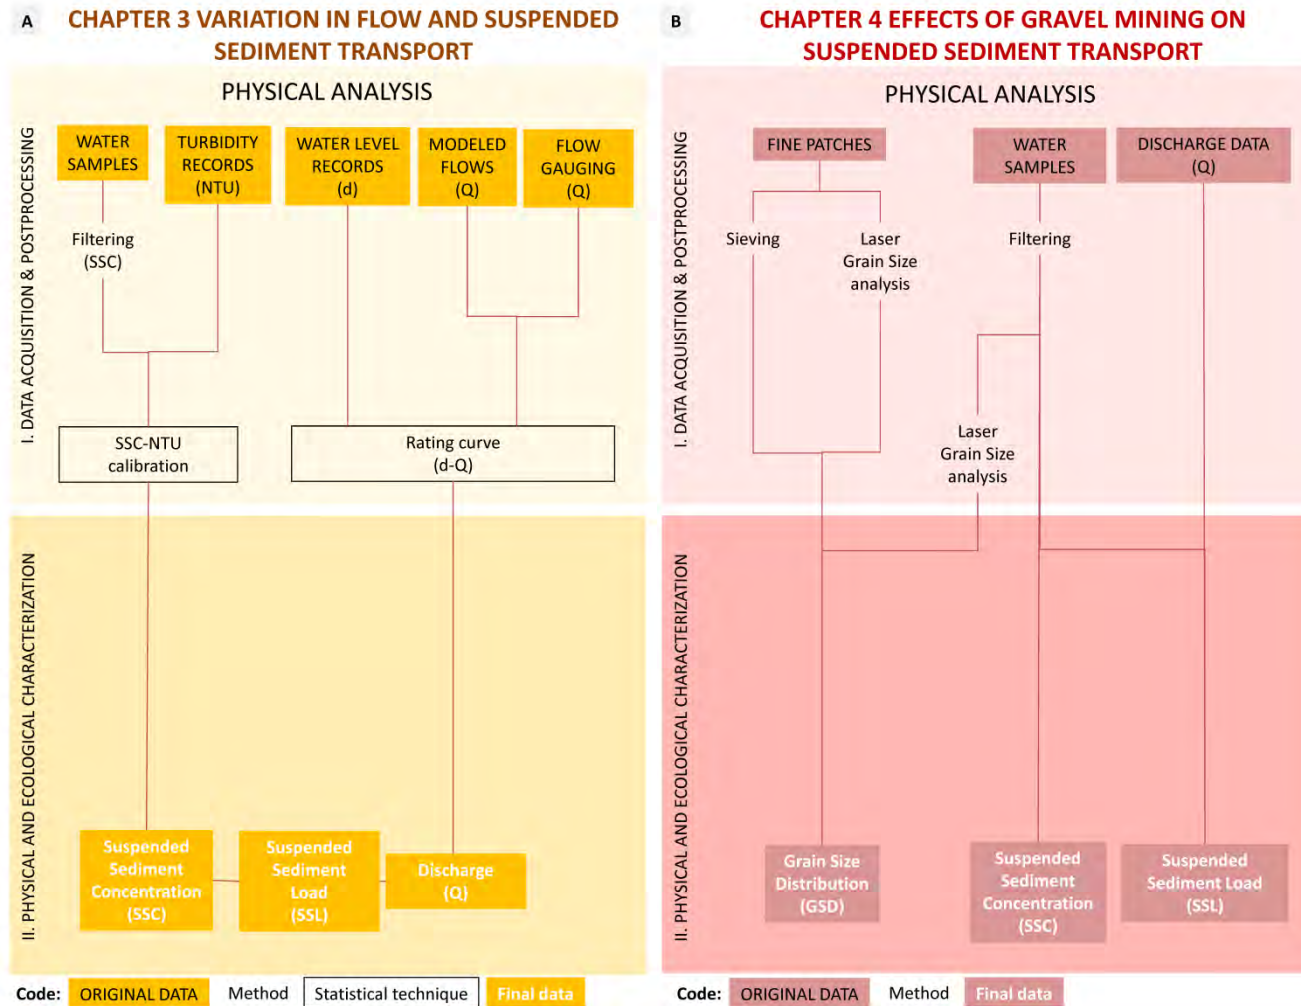 A
CHAPTER 3 VARIATION IN FLOW AND SUSPENDED
SEDIMENT TRANSPORT
PHYSICAL ANALYSIS
I. DATA ACQUISITION & POSTPROCESSING
WATER
SAMPLES
TURBIDITY
RECORDS
(NTU)
WATER LEVEL
RECORDS
(d)
MODELED
FLOWS
(Q)
FLOW
GAUGING
(Q)
Filtering
(SSC)
SSC-NTU
calibration
Rating curve
(d-Q)
II. PHYSICAL AND ECOLOGICAL CHARACTERIZATION
Suspended
Sediment
Concentration
(SSC)
Suspended
Sediment
Load
(SSL)
Discharge
(Q)
Code: ORIGINAL DATA Method Statistical technique Final data
B
CHAPTER 4 EFFECTS OF GRAVEL MINING ON
SUSPENDED SEDIMENT TRANSPORT
PHYSICAL ANALYSIS
I. DATA ACQUISITION & POSTPROCESSING
FINE PATCHES
WATER
SAMPLES
DISCHARGE DATA
(Q)
Sieving
Laser
Grain Size
analysis
Filtering
Laser
Grain Size
analysis
II. PHYSICAL AND ECOLOGICAL CHARACTERIZATION
Grain Size
Distribution
(GSD)
Suspended
Sediment
Concentration
(SSC)
Suspended
Sediment Load
(SSL)
Code: ORIGINAL DATA Method Final data